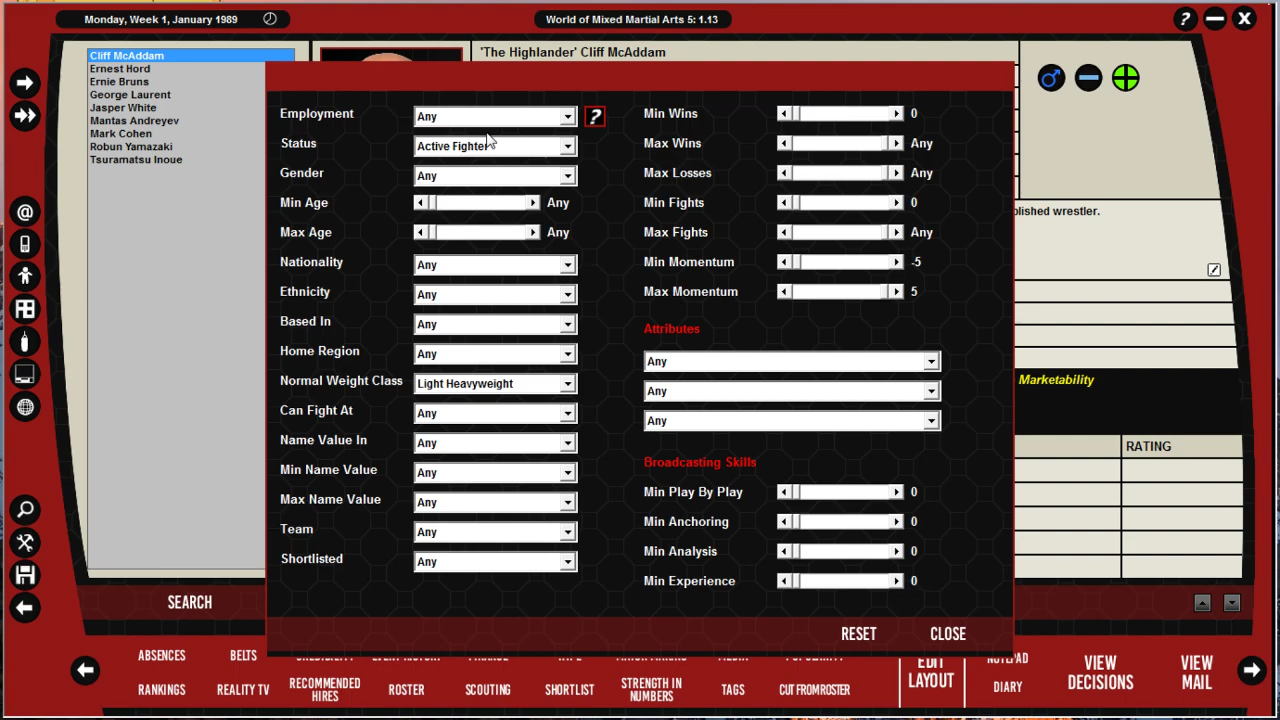 Monday, Week 1, January 1989
World of Mixed Martial Arts 5: 1.13
?
Cliff McAddam
Ernest Hord
Ernie Bruns
George Laurent
Jasper White
Mantas Andreyev
Mark Cohen
Robun Yamazaki
Tsuramatsu Inoue
'The Highlander' Cliff McAddam
Employment Any ?
Status Active Fighter
Gender Any
Min Age Any
Max Age Any
Nationality Any
Ethnicity Any
Based In Any
Home Region Any
Normal Weight Class Light Heavyweight
Can Fight At Any
Name Value In Any
Min Name Value Any
Max Name Value Any
Team Any
Shortlisted Any
Min Wins 0
Max Wins Any
Max Losses Any
Min Fights 0
Max Fights Any
Min Momentum -5
Max Momentum 5
Attributes
Any
Any
Any
Broadcasting Skills
Min Play By Play 0
Min Anchoring 0
Min Analysis 0
Min Experience 0
RESET CLOSE
plished wrestler.
Marketability
RATING
SEARCH
ABSENCES BELTS
RANKINGS REALITY TV RECOMMENDED HIRES ROSTER SCOUTING SHORTLIST STRENGTH IN NUMBERS TAGS CUT FROM ROSTER
EDIT LAYOUT
NOTEPAD
DIARY
VIEW DECISIONS
VIEW MAIL